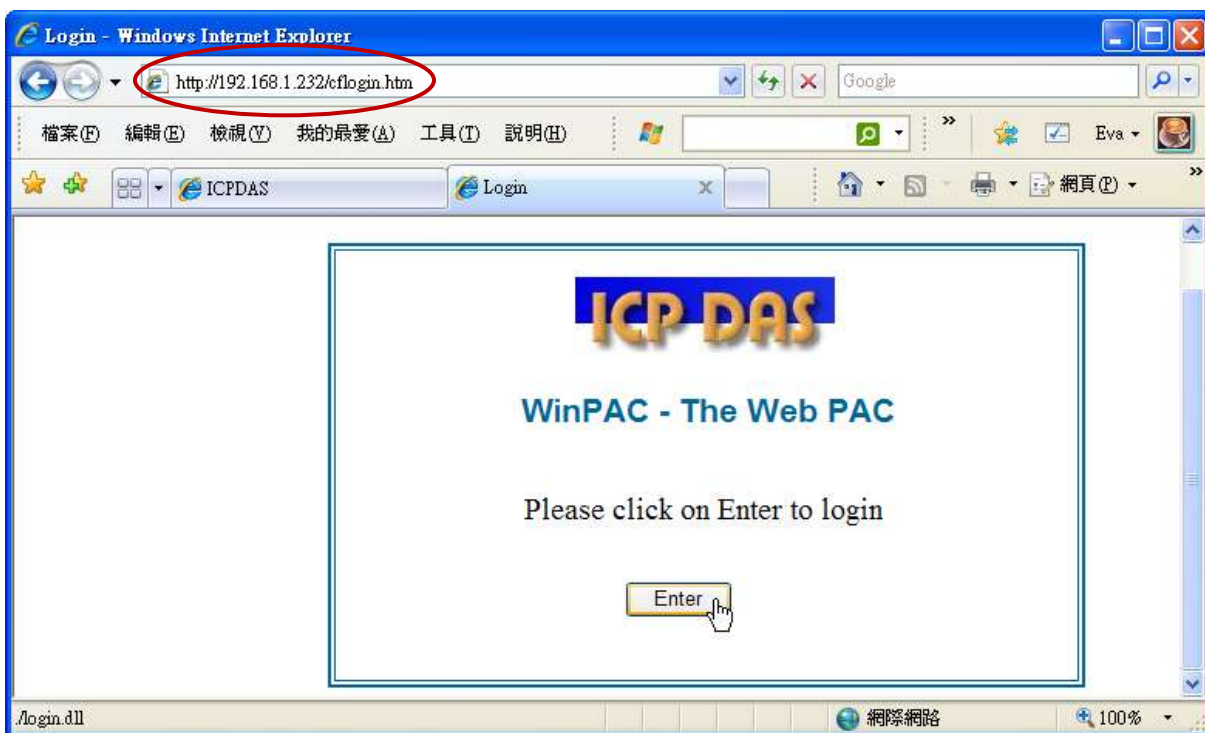 Login - Windows Internet Explorer
http://192.168.1.232/cflogin.htm
Google
檔案(F) 編輯(E) 檢視(V) 我的最愛(A) 工具(T) 說明(H) » Eva
ICPDAS Login 網頁(P) »
ICP DAS
WinPAC - The Web PAC
Please click on Enter to login
Enter
./login.dll 網際網路 100%